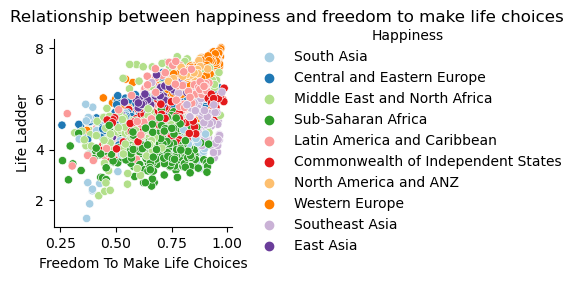 Relationship between happiness and freedom to make life choices
Happiness
South Asia
Central and Eastern Europe
Middle East and North Africa
Sub-Saharan Africa
Latin America and Caribbean
Commonwealth of Independent States
North America and ANZ
Western Europe
Southeast Asia
East Asia
Life Ladder
8
6
4
2
0.25 0.50 0.75 1.00
Freedom To Make Life Choices